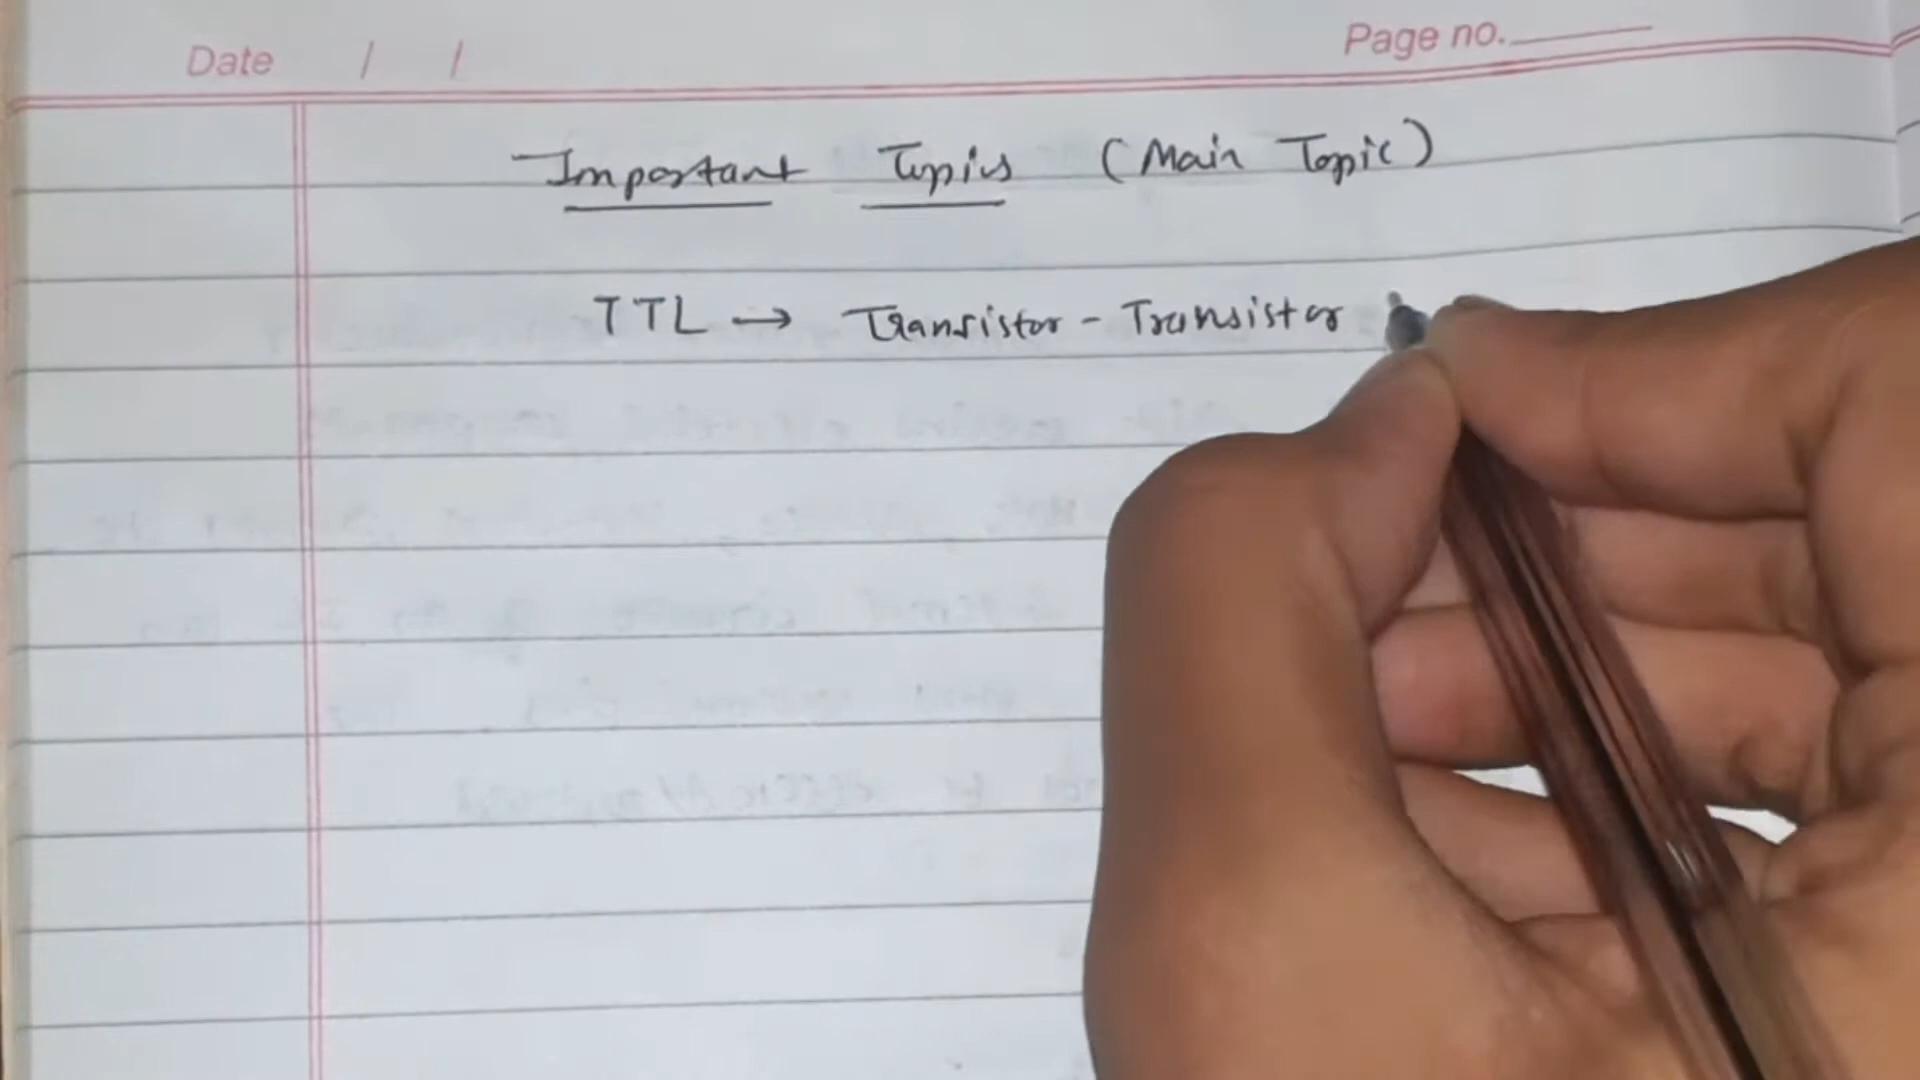 Date / / Page no.
Important Topics (Main Topic)
TTL → Transistor - Transistor